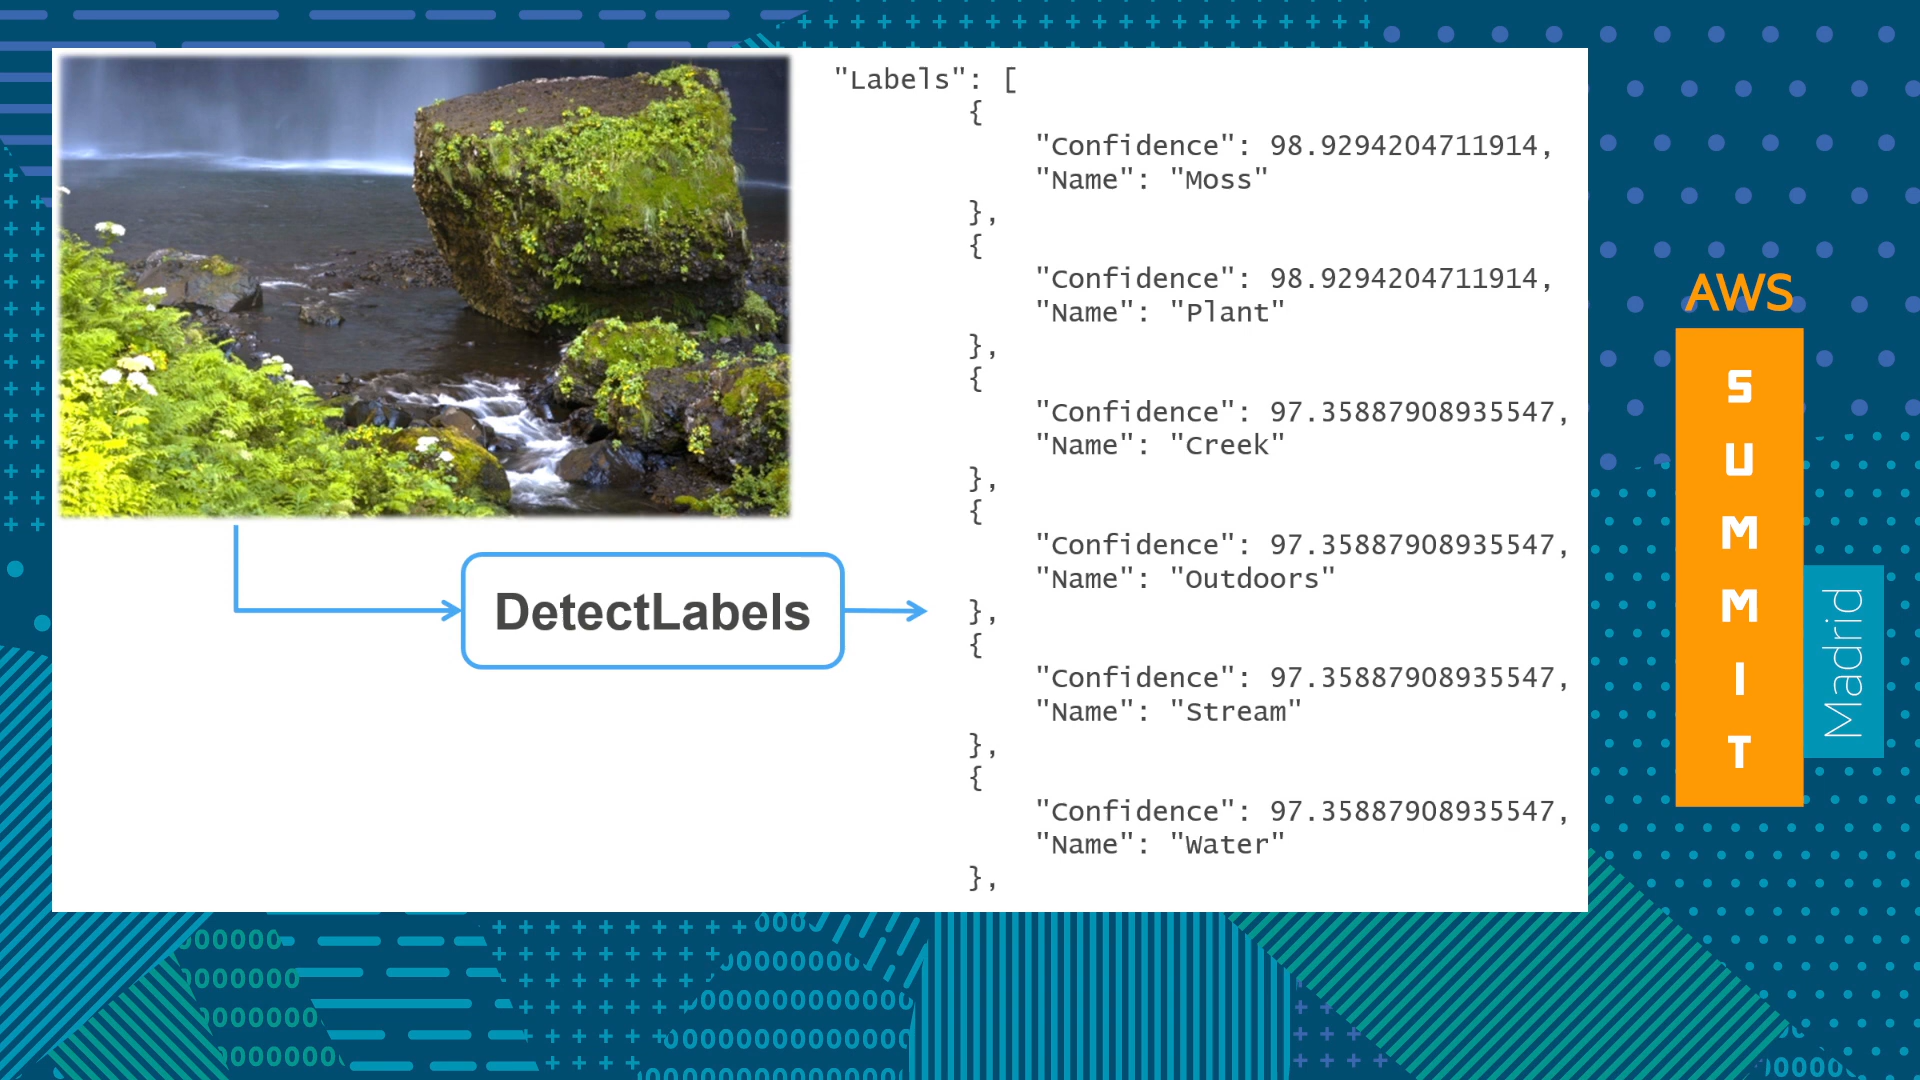 "Labels": [
{
"Confidence": 98.9294204711914,
"Name": "Moss"
},
{
"Confidence": 98.9294204711914,
"Name": "Plant"
},
{
"Confidence": 97.35887908935547,
"Name": "Creek"
},
{
"Confidence": 97.35887908935547,
"Name": "Outdoors"
},
{
"Confidence": 97.35887908935547,
"Name": "Stream"
},
{
"Confidence": 97.35887908935547,
"Name": "Water"
},
DetectLabels
AWS
SUMMIT
Madrid